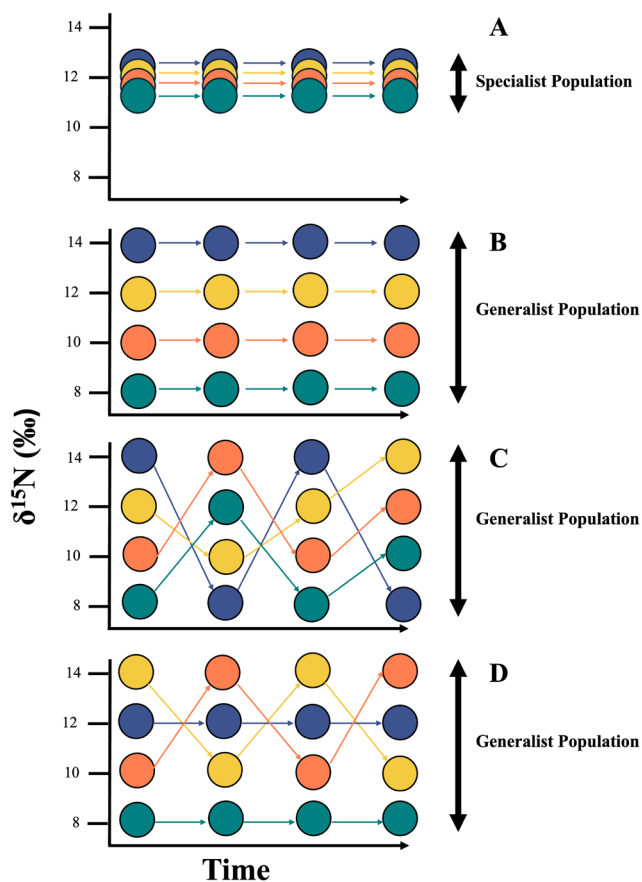 14
A
12
Specialist Population
10
8
14
B
12
Generalist Population
10
8
δ¹⁵N (‰)
14
C
12
Generalist Population
10
8
14
D
12
Generalist Population
10
8
Time